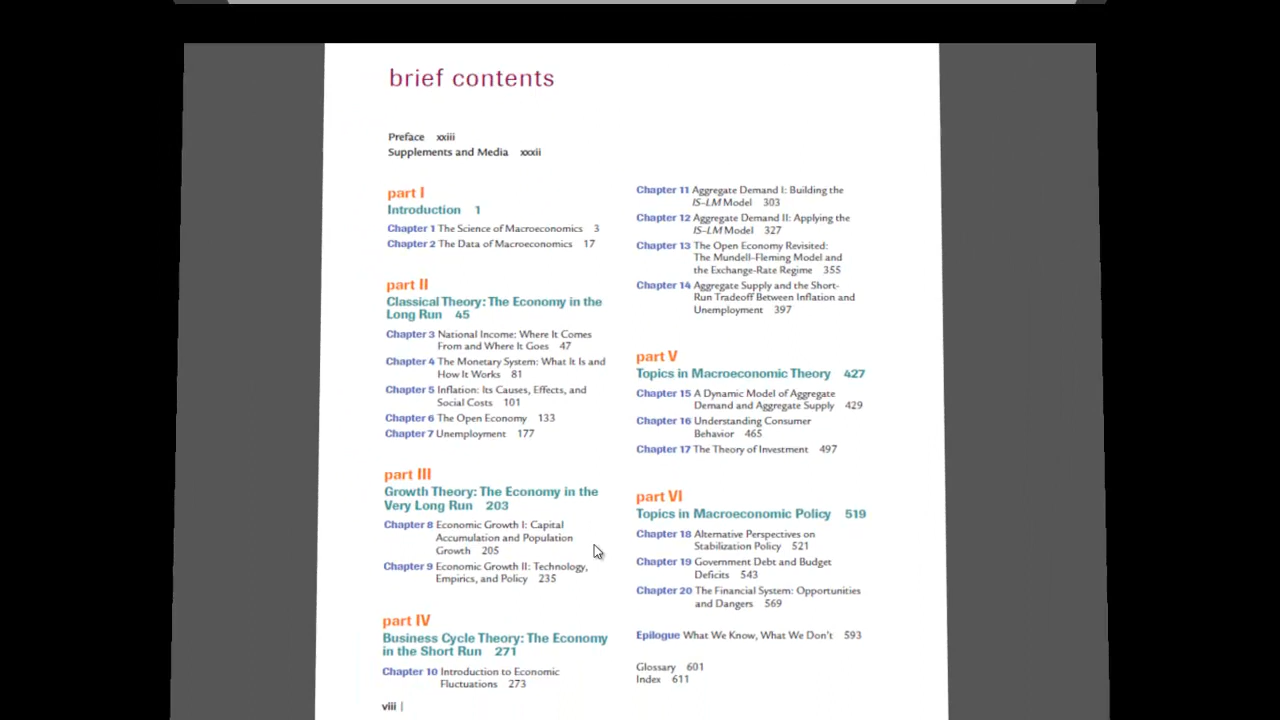 brief contents
Preface xxiii
Supplements and Media xxxii
part I
Introduction 1
Chapter 1 The Science of Macroeconomics 3
Chapter 2 The Data of Macroeconomics 17
part II
Classical Theory: The Economy in the
Long Run 45
Chapter 3 National Income: Where It Comes
From and Where It Goes 47
Chapter 4 The Monetary System: What It Is and
How It Works 81
Chapter 5 Inflation: Its Causes, Effects, and
Social Costs 101
Chapter 6 The Open Economy 133
Chapter 7 Unemployment 177
part III
Growth Theory: The Economy in the
Very Long Run 203
Chapter 8 Economic Growth I: Capital
Accumulation and Population
Growth 205
Chapter 9 Economic Growth II: Technology,
Empirics, and Policy 235
part IV
Business Cycle Theory: The Economy
in the Short Run 271
Chapter 10 Introduction to Economic
Fluctuations 273
viii |
Chapter 11 Aggregate Demand I: Building the
IS–LM Model 303
Chapter 12 Aggregate Demand II: Applying the
IS–LM Model 327
Chapter 13 The Open Economy Revisited:
The Mundell–Fleming Model and
the Exchange-Rate Regime 355
Chapter 14 Aggregate Supply and the Short-
Run Tradeoff Between Inflation and
Unemployment 397
part V
Topics in Macroeconomic Theory 427
Chapter 15 A Dynamic Model of Aggregate
Demand and Aggregate Supply 429
Chapter 16 Understanding Consumer
Behavior 465
Chapter 17 The Theory of Investment 497
part VI
Topics in Macroeconomic Policy 519
Chapter 18 Alternative Perspectives on
Stabilization Policy 521
Chapter 19 Government Debt and Budget
Deficits 543
Chapter 20 The Financial System: Opportunities
and Dangers 569
Epilogue What We Know, What We Don't 593
Glossary 601
Index 611